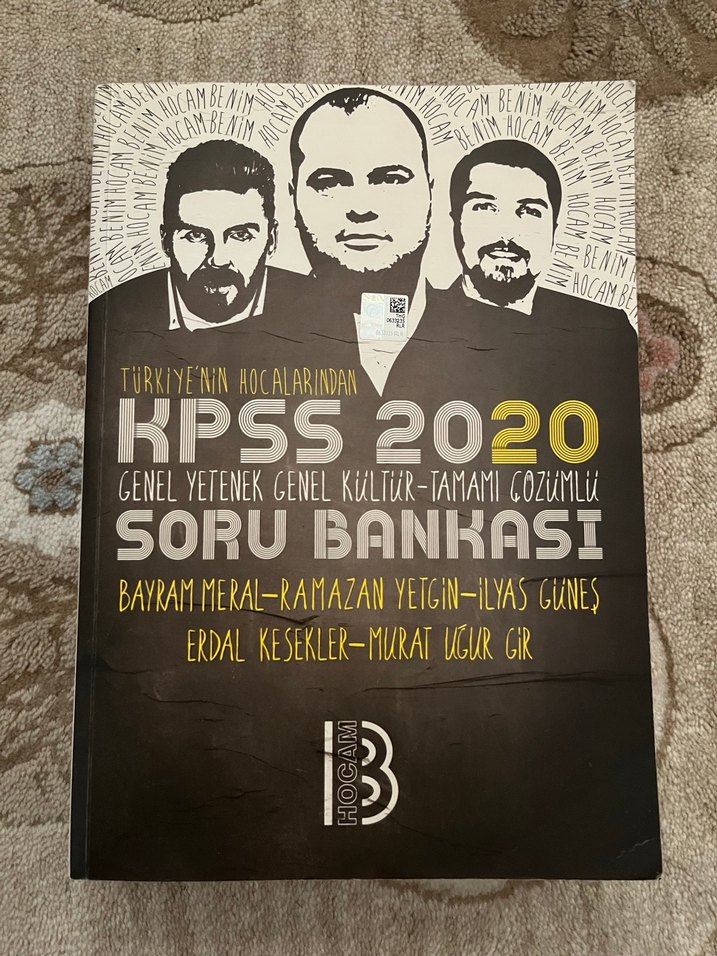 BENİM HOCAM BENİM HOCAM BENİM
TÜRKİYE'NİN HOCALARINDAN
KPSS 2020
GENEL YETENEK GENEL KÜLTÜR-TAMAMI ÇÖZÜMLÜ
SORU BANKASI
BAYRAM MERAL-RAMAZAN YETGİN-İLYAS GÜNEŞ
ERDAL KESEKLER-MURAT UĞUR GİR
B
HOCAM